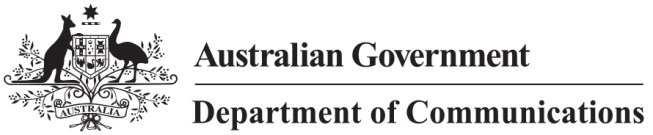 Australian Government
Department of Communications
AUSTRALIA